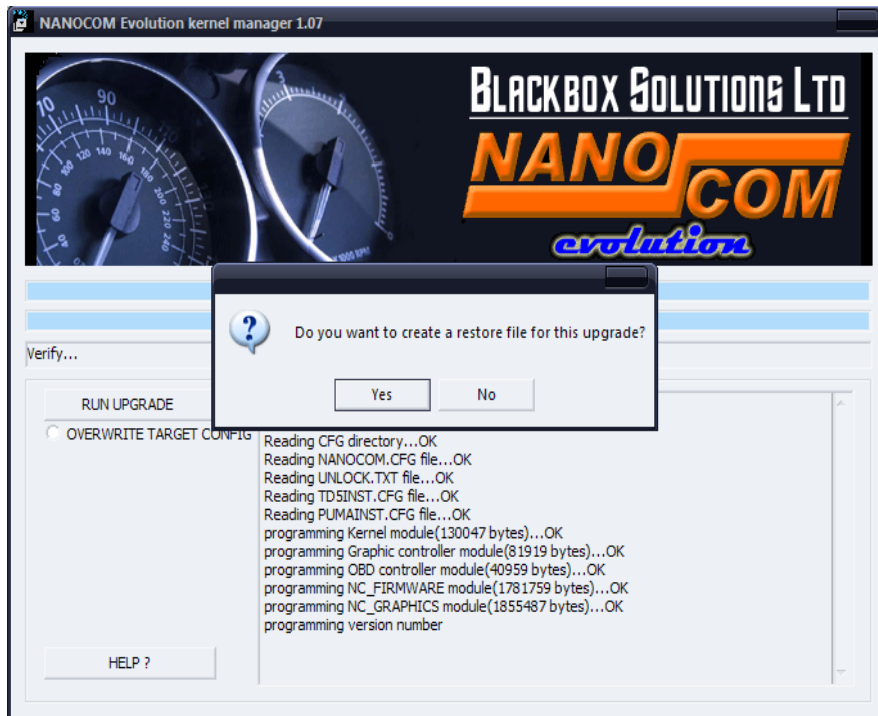 NANOCOM Evolution kernel manager 1.07
BLACKBOX SOLUTIONS LTD
NANO
COM
evolution
Do you want to create a restore file for this upgrade?
Yes
No
Verify...
RUN UPGRADE
OVERWRITE TARGET CONFIG
Reading CFG directory...OK
Reading NANOCOM.CFG file...OK
Reading UNLOCK.TXT file...OK
Reading TD5INST.CFG file...OK
Reading PUMAINST.CFG file...OK
programming Kernel module(130047 bytes)...OK
programming Graphic controller module(81919 bytes)...OK
programming OBD controller module(40959 bytes)...OK
programming NC_FIRMWARE module(1781759 bytes)...OK
programming NC_GRAPHICS module(1855487 bytes)...OK
programming version number
HELP ?